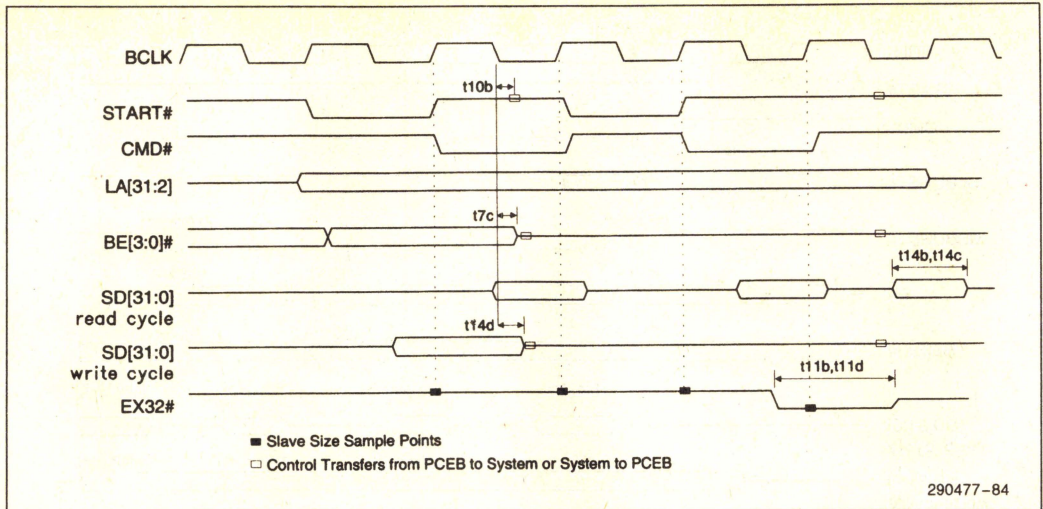 BCLK
t10b
START#
CMD#
LA[31:2]
t7c
BE[3:0]#
t14b,t14c
SD[31:0]
read cycle
t14d
SD[31:0]
write cycle
t11b,t11d
EX32#
■ Slave Size Sample Points
□ Control Transfers from PCEB to System or System to PCEB
290477-84